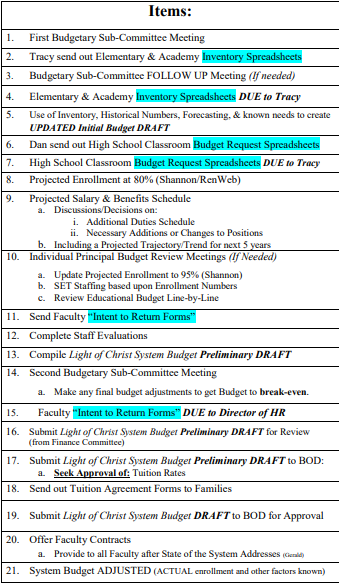 Items:
1. First Budgetary Sub-Committee Meeting
2. Tracy send out Elementary & Academy Inventory Spreadsheets
3. Budgetary Sub-Committee FOLLOW UP Meeting (If needed)
4. Elementary & Academy Inventory Spreadsheets DUE to Tracy
5. Use of Inventory, Historical Numbers, Forecasting, & known needs to create
UPDATED Initial Budget DRAFT
6. Dan send out High School Classroom Budget Request Spreadsheets
7. High School Classroom Budget Request Spreadsheets DUE to Tracy
8. Projected Enrollment at 80% (Shannon/RenWeb)
9. Projected Salary & Benefits Schedule
a. Discussions/Decisions on:
i. Additional Duties Schedule
ii. Necessary Additions or Changes to Positions
b. Including a Projected Trajectory/Trend for next 5 years
10. Individual Principal Budget Review Meetings (If Needed)
a. Update Projected Enrollment to 95% (Shannon)
b. SET Staffing based upon Enrollment Numbers
c. Review Educational Budget Line-by-Line
11. Send Faculty "Intent to Return Forms"
12. Complete Staff Evaluations
13. Compile Light of Christ System Budget Preliminary DRAFT
14. Second Budgetary Sub-Committee Meeting
a. Make any final budget adjustments to get Budget to break-even.
15. Faculty "Intent to Return Forms" DUE to Director of HR
16. Submit Light of Christ System Budget Preliminary DRAFT for Review
(from Finance Committee)
17. Submit Light of Christ System Budget Preliminary DRAFT to BOD:
a. Seek Approval of: Tuition Rates
18. Send out Tuition Agreement Forms to Families
19. Submit Light of Christ System Budget DRAFT to BOD for Approval
20. Offer Faculty Contracts
a. Provide to all Faculty after State of the System Addresses (Gerald)
21. System Budget ADJUSTED (ACTUAL enrollment and other factors known)